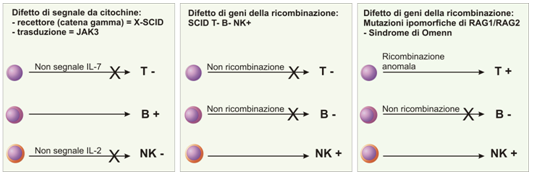 Difetto di segnale da citochine:
- recettore (catena gamma) = X-SCID
- trasduzione = JAK3
Non segnale IL-7
T -
B +
Non segnale IL-2
NK -
Difetto di geni della ricombinazione:
SCID T- B- NK+
Non ricombinazione
T -
Non ricombinazione
B -
NK +
Difetto di geni della ricombinazione:
Mutazioni ipomorfiche di RAG1/RAG2
- Sindrome di Omenn
Ricombinazione
anomala
T +
Non ricombinazione
B -
NK +